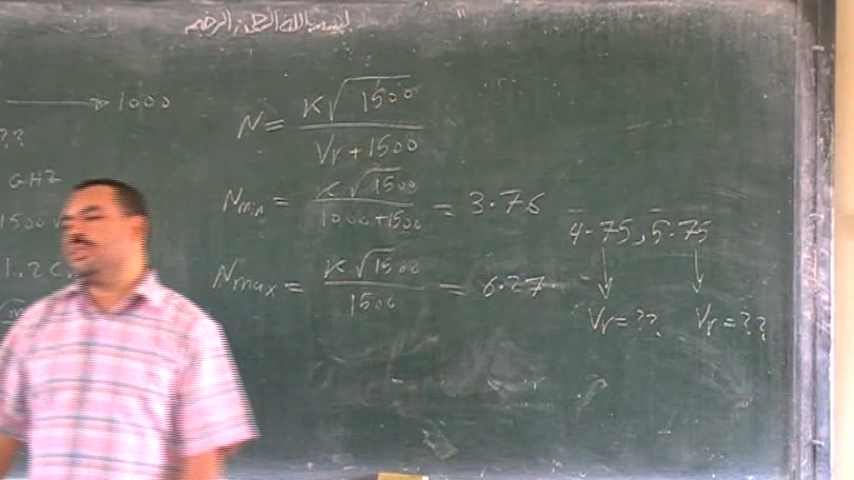 بسم الله الرحمن الرحيم
→ 1000
??
GHZ
1500 V
1.2 C
N = K√1500 / Vr + 1500
Nmin = K√1500 / 1000+1500 = 3.76
Nmax = K√1500 / 1500 = 6.27
4.75, 5.75
Vr=?? Vr=??